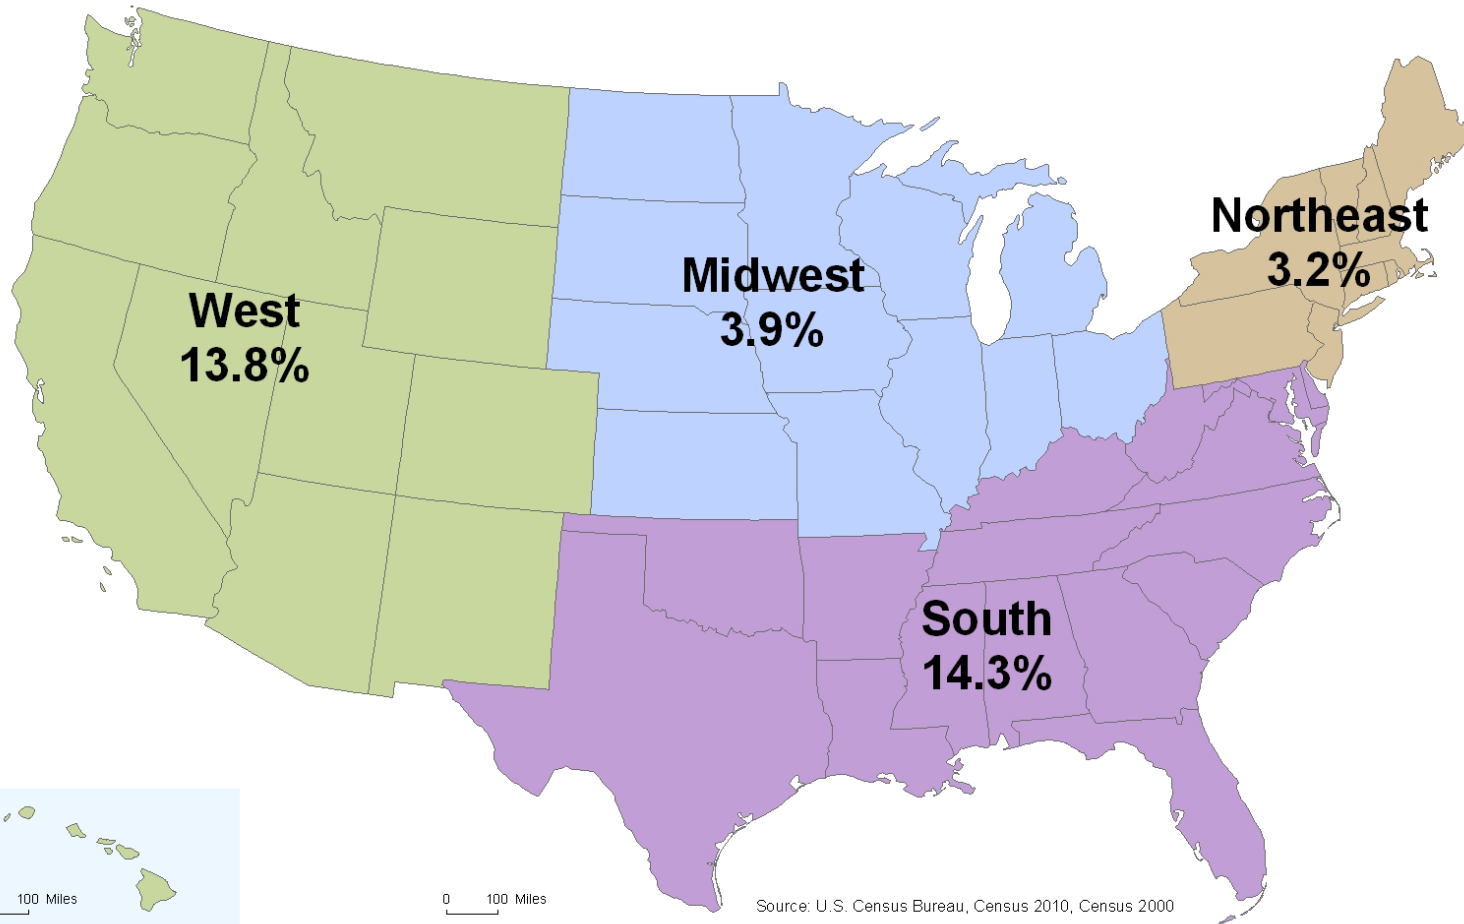 Northeast
3.2%
Midwest
3.9%
West
13.8%
South
14.3%
100 Miles
0 100 Miles
Source: U.S. Census Bureau, Census 2010, Census 2000